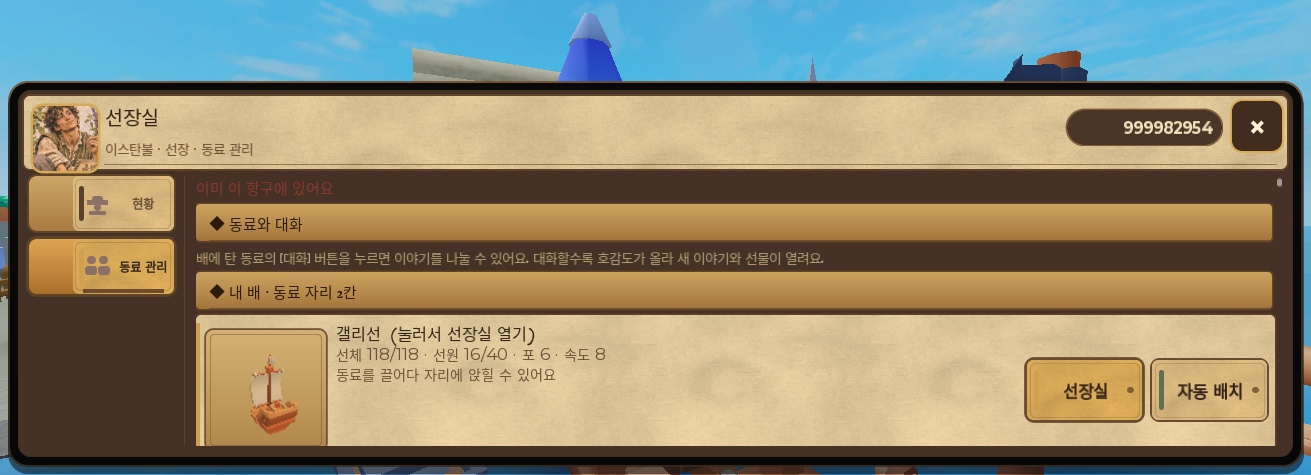 선장실
이스탄불 · 선장 · 동료 관리
999982954
현황
동료 관리
이미 이 항구에 있어요
◆ 동료와 대화
배에 탄 동료의 [대화] 버튼을 누르면 이야기를 나눌 수 있어요. 대화할수록 호감도가 올라 새 이야기와 선물이 열려요.
◆ 내 배 · 동료 자리 2칸
갤리선 (눌러서 선장실 열기)
선체 118/118 · 선원 16/40 · 포 6 · 속도 8
동료를 끌어다 자리에 앉힐 수 있어요
선장실
자동 배치